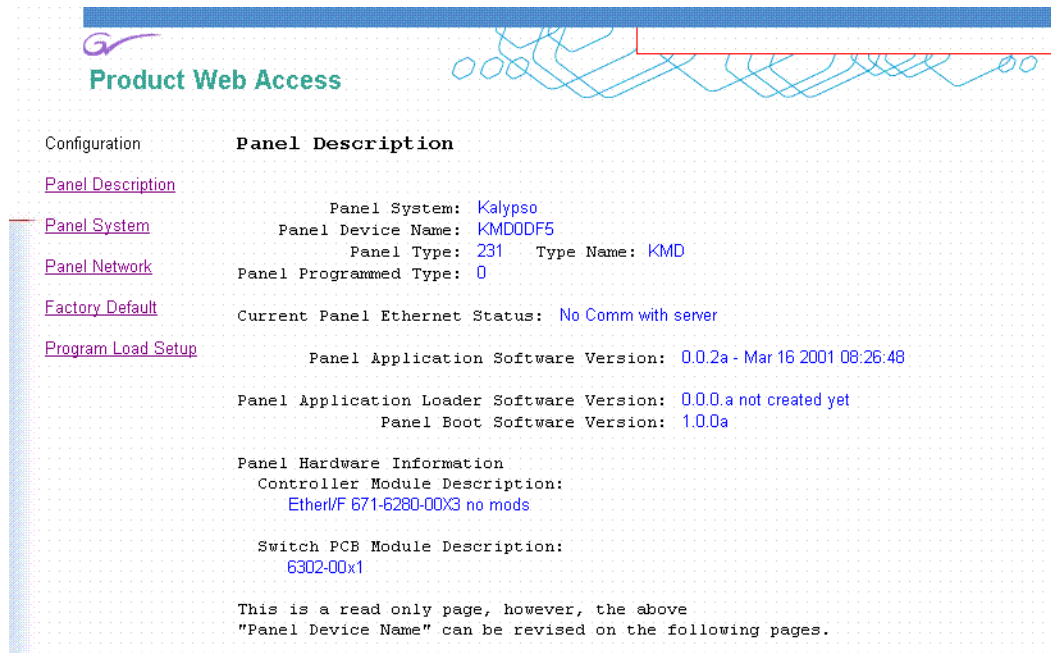 Product Web Access
Configuration
Panel Description
Panel System
Panel Network
Factory Default
Program Load Setup
Panel Description
Panel System: Kalypso
Panel Device Name: KMD0DF5
Panel Type: 231 Type Name: KMD
Panel Programmed Type: 0
Current Panel Ethernet Status: No Comm with server
Panel Application Software Version: 0.0.2a - Mar 16 2001 08:26:48
Panel Application Loader Software Version: 0.0.0.a not created yet
Panel Boot Software Version: 1.0.0a
Panel Hardware Information
Controller Module Description:
EtherI/F 671-6280-00X3 no mods
Switch PCB Module Description:
6302-00x1
This is a read only page, however, the above
"Panel Device Name" can be revised on the following pages.